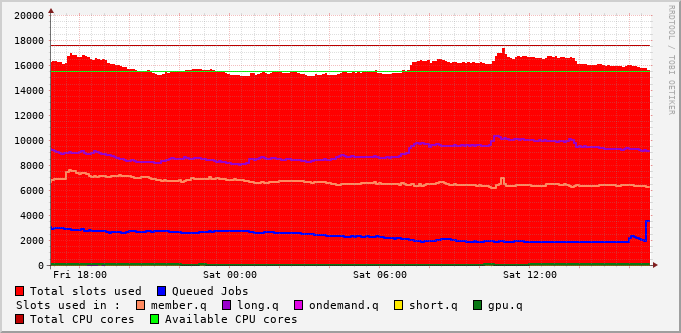 RRDTOOL / TOBI OETIKER
20000
18000
16000
14000
12000
10000
8000
6000
4000
2000
0
Fri 18:00 Sat 00:00 Sat 06:00 Sat 12:00
Total slots used Queued Jobs
Slots used in : member.q long.q ondemand.q short.q gpu.q
Total CPU cores Available CPU cores